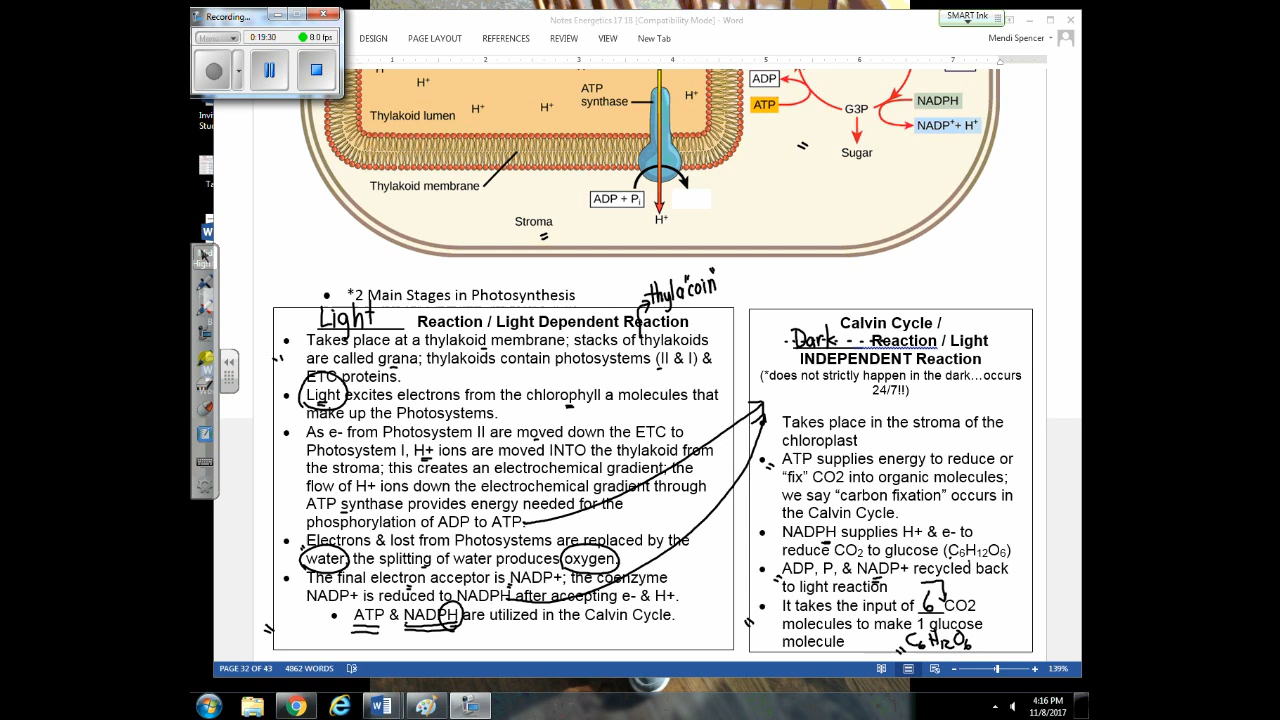 Recording...
Menu
0:19:30
8.0 fps
Notes Energetics 17 18 [Compatibility Mode] - Word
SMART Ink
DESIGN PAGE LAYOUT REFERENCES REVIEW VIEW New Tab
Mendi Spencer
1 2 3 4 5 6 7
H+
H+
H+
H+
H+
ATP
synthase
Thylakoid lumen
Thylakoid membrane
ADP + Pi
H+
Stroma
ADP
ATP
G3P
NADPH
NADP+ + H+
Sugar
• *2 Main Stages in Photosynthesis
thyla"coin"
Light Reaction / Light Dependent Reaction
• Takes place at a thylakoid membrane; stacks of thylakoids
are called grana; thylakoids contain photosystems (II & I) &
ETC proteins.
• Light excites electrons from the chlorophyll a molecules that
make up the Photosystems.
• As e- from Photosystem II are moved down the ETC to
Photosystem I, H+ ions are moved INTO the thylakoid from
the stroma; this creates an electrochemical gradient; the
flow of H+ ions down the electrochemical gradient through
ATP synthase provides energy needed for the
phosphorylation of ADP to ATP.
• Electrons & lost from Photosystems are replaced by the
water; the splitting of water produces oxygen.
• The final electron acceptor is NADP+; the coenzyme
NADP+ is reduced to NADPH after accepting e- & H+.
• ATP & NADPH are utilized in the Calvin Cycle.
Calvin Cycle /
Dark Reaction / Light
INDEPENDENT Reaction
(*does not strictly happen in the dark…occurs
24/7!!)
Takes place in the stroma of the
chloroplast
• ATP supplies energy to reduce or
“fix” CO2 into organic molecules;
we say “carbon fixation” occurs in
the Calvin Cycle.
• NADPH supplies H+ & e- to
reduce CO2 to glucose (C6H12O6)
• ADP, P, & NADP+ recycled back
to light reaction
• It takes the input of 6 CO2
molecules to make 1 glucose
molecule C6H12O6
PAGE 32 OF 43 4862 WORDS
139%
4:16 PM
11/8/2017